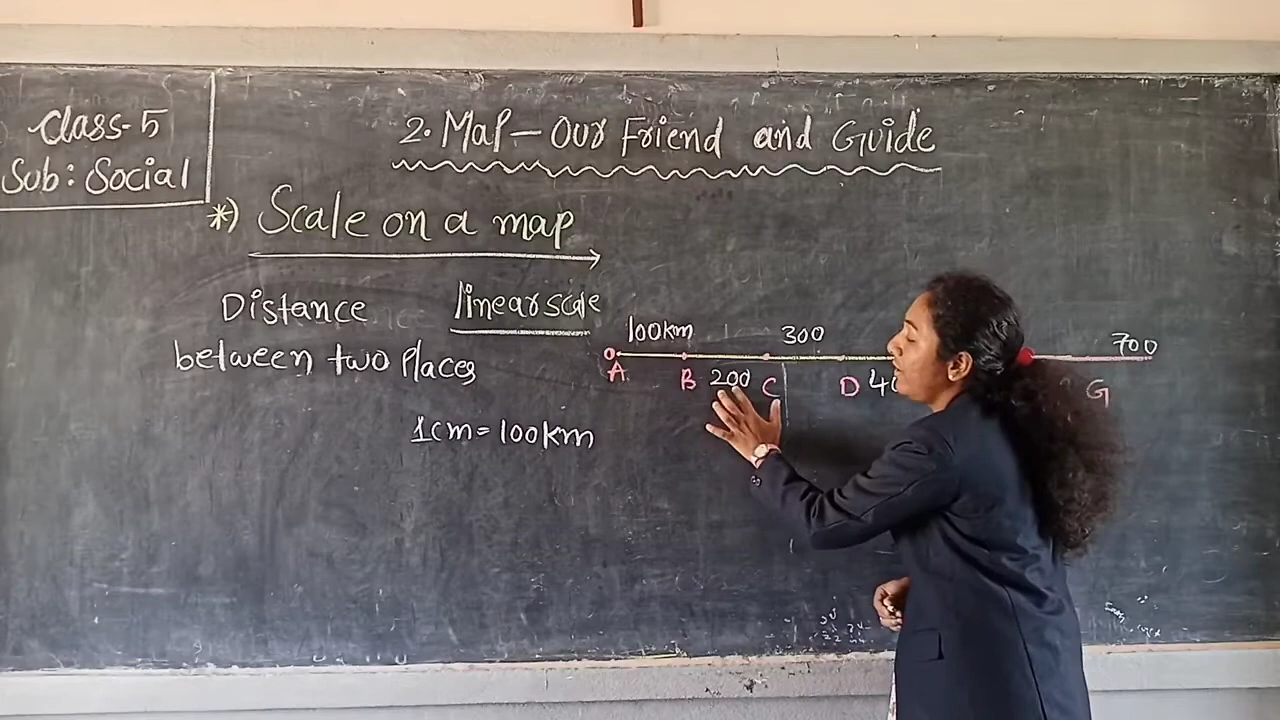 Class-5
Sub: Social
2. Map - Our Friend and Guide
*) Scale on a map
Distance
between two Places
linear scale
1cm = 100km
100km 300 700
A B 200 C D G